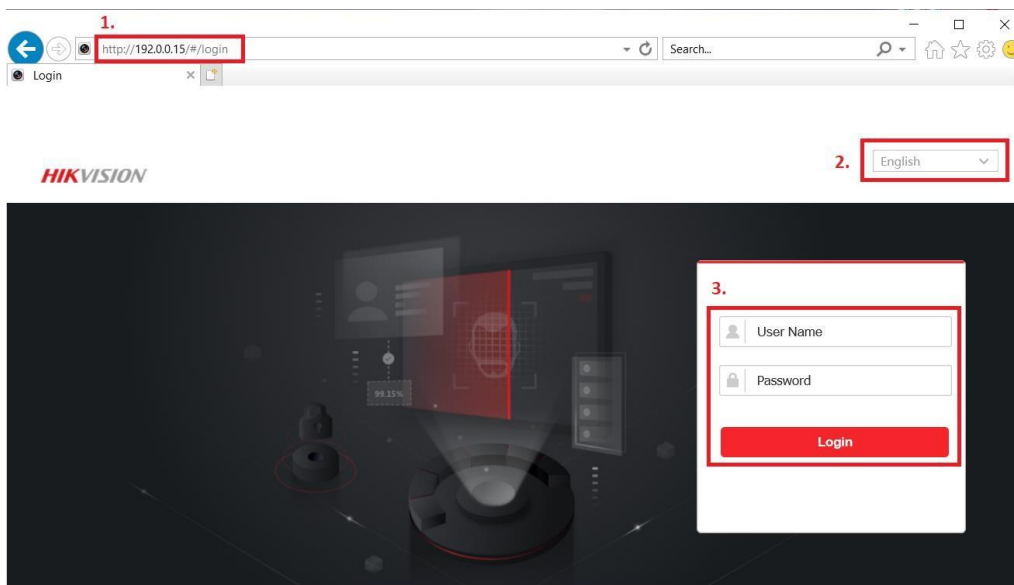 1.
http://192.0.0.15/#/login
Search...
Login
2.
English
HIKVISION
3.
User Name
Password
99.15%
Login